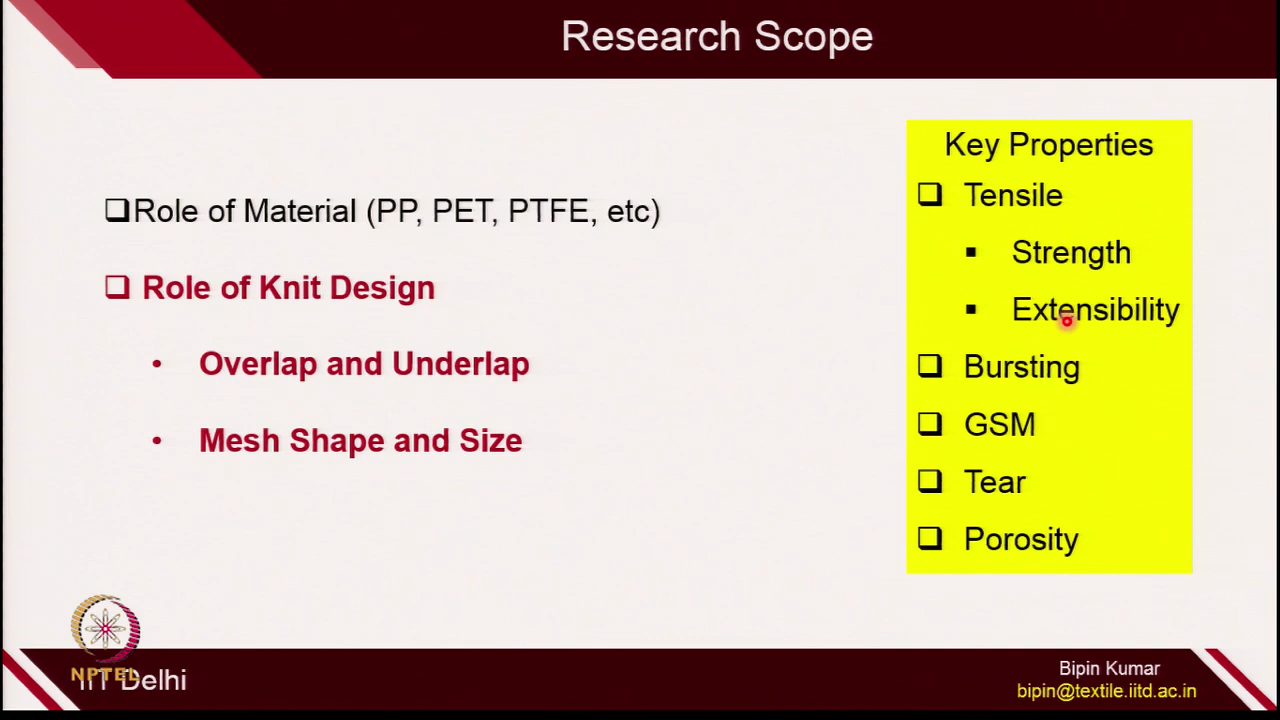 Research Scope
Role of Material (PP, PET, PTFE, etc)
Role of Knit Design
Overlap and Underlap
Mesh Shape and Size
Key Properties
Tensile
Strength
Extensibility
Bursting
GSM
Tear
Porosity
NPTEL
IIT Delhi
Bipin Kumar
bipin@textile.iitd.ac.in